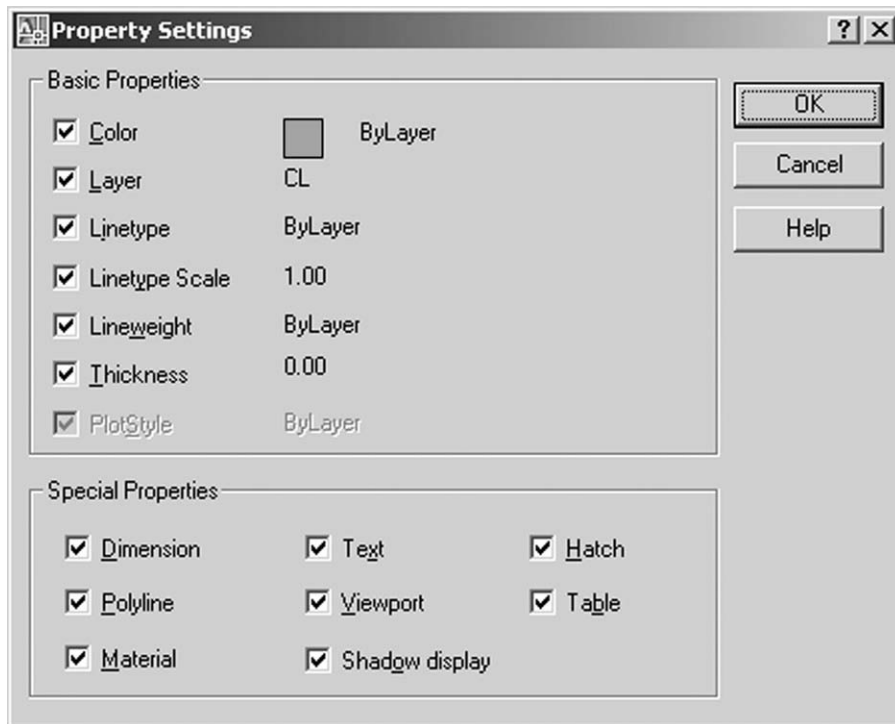 Property Settings
Basic Properties
Color ByLayer
Layer CL
Linetype ByLayer
Linetype Scale 1.00
Lineweight ByLayer
Thickness 0.00
PlotStyle ByLayer
OK
Cancel
Help
Special Properties
Dimension Text Hatch
Polyline Viewport Table
Material Shadow display